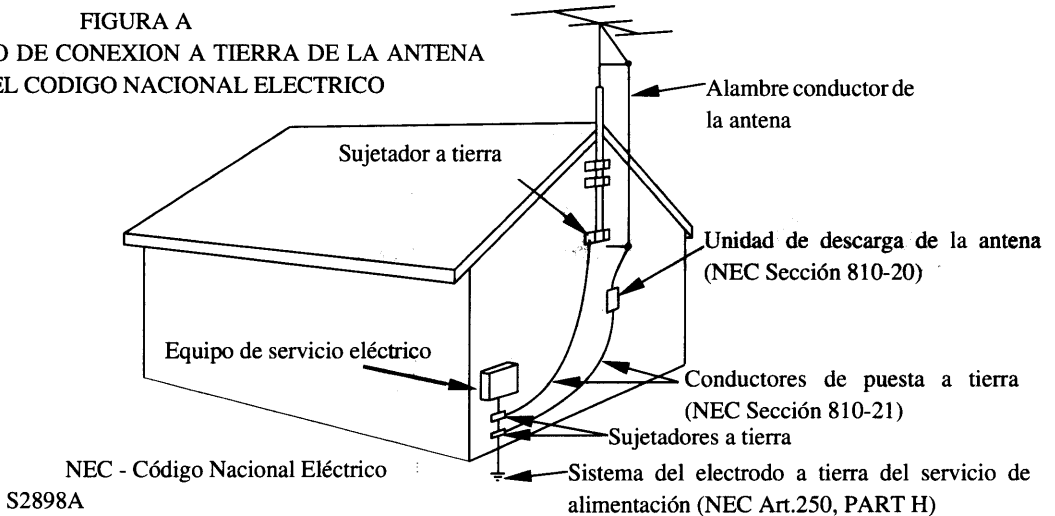 FIGURA A
O DE CONEXION A TIERRA DE LA ANTENA
EL CODIGO NACIONAL ELECTRICO
Alambre conductor de
la antena
Sujetador a tierra
Unidad de descarga de la antena
(NEC Sección 810-20)
Equipo de servicio eléctrico
Conductores de puesta a tierra
(NEC Sección 810-21)
Sujetadores a tierra
NEC - Código Nacional Eléctrico
Sistema del electrodo a tierra del servicio de
alimentación (NEC Art.250, PART H)
S2898A